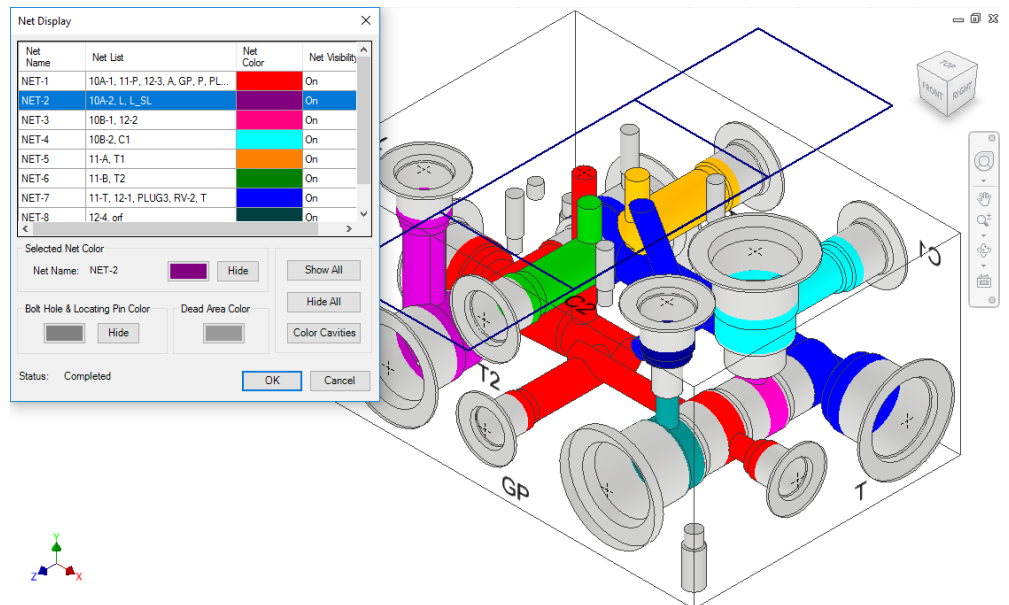 Net Display
Net Name Net List Net Color Net Visibility
NET-1 10A-1, 11-P, 12-3, A, GP, P, PL... On
NET-2 10A-2, L, L_SL On
NET-3 10B-1, 12-2 On
NET-4 10B-2, C1 On
NET-5 11-A, T1 On
NET-6 11-B, T2 On
NET-7 11-T, 12-1, PLUG3, RV-2, T On
NET-8 12-4. orf On
Selected Net Color
Net Name: NET-2 Hide Show All
Hide All
Bolt Hole & Locating Pin Color Dead Area Color
Hide Color Cavities
Status: Completed OK Cancel
TOP
FRONT RIGHT
C1
C2
T2
GP
T
Y
Z X